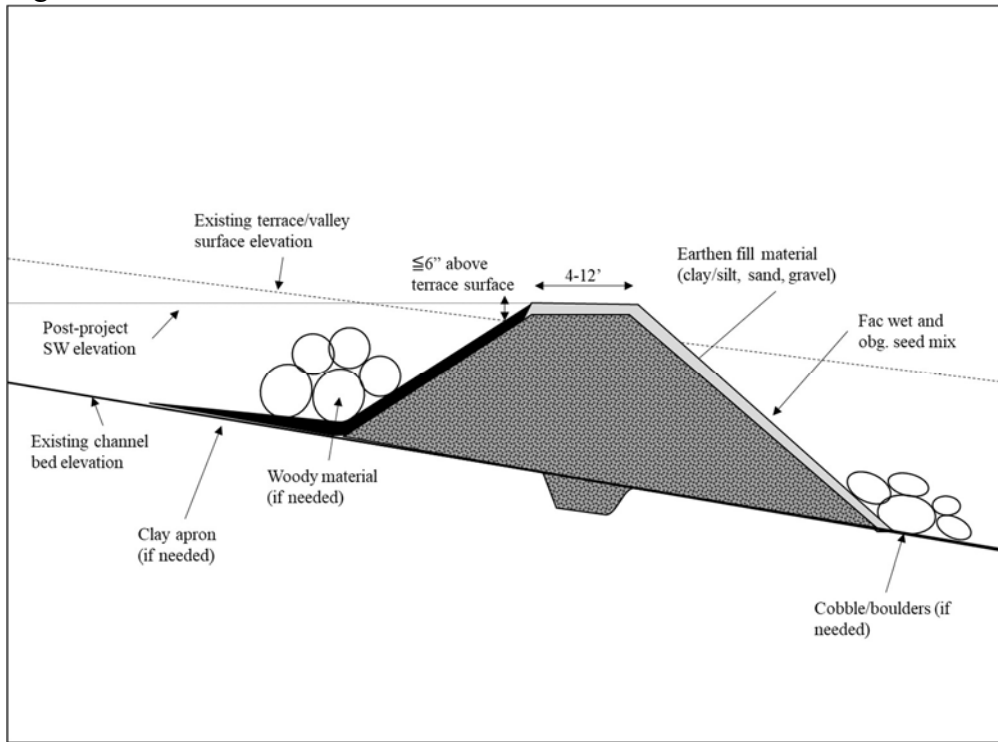 Existing terrace/valley
surface elevation
≦6” above
terrace surface
4-12’
Earthen fill material
(clay/silt, sand, gravel)
Post-project
SW elevation
Fac wet and
obg. seed mix
Existing channel
bed elevation
Woody material
(if needed)
Clay apron
(if needed)
Cobble/boulders (if
needed)